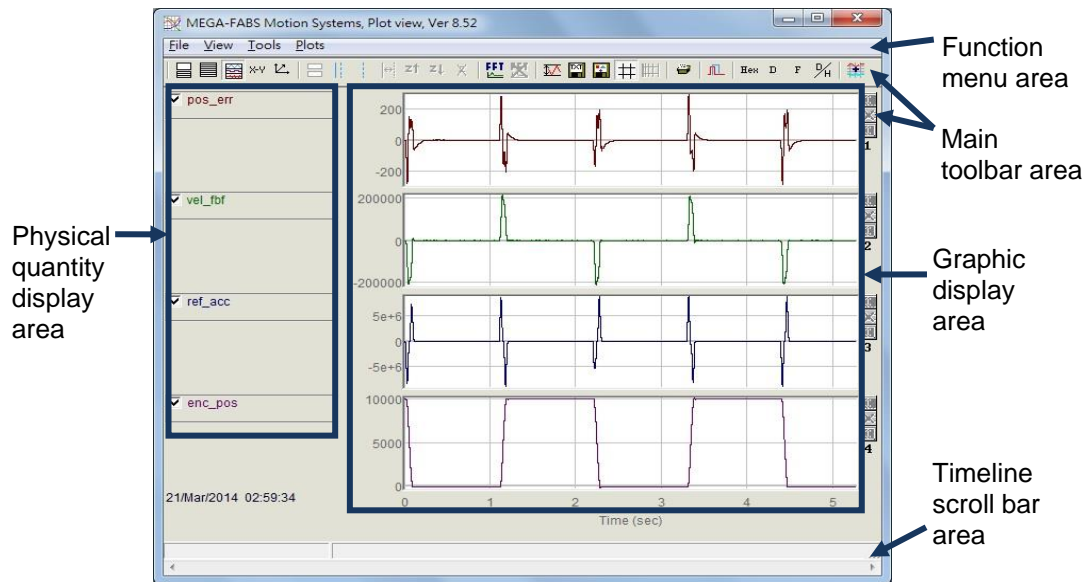 MEGA-FABS Motion Systems, Plot view, Ver 8.52
File View Tools Plots
X-Y FFT Hex D F D/H
Function
menu area
Main
toolbar area
pos_err
200
0
-200
1
vel_fbf
200000
0
-200000
2
Physical
quantity
display
area
Graphic
display
area
ref_acc
5e+6
0
-5e+6
3
enc_pos
10000
5000
0
4
21/Mar/2014 02:59:34
0 1 2 3 4 5
Time (sec)
Timeline
scroll bar
area